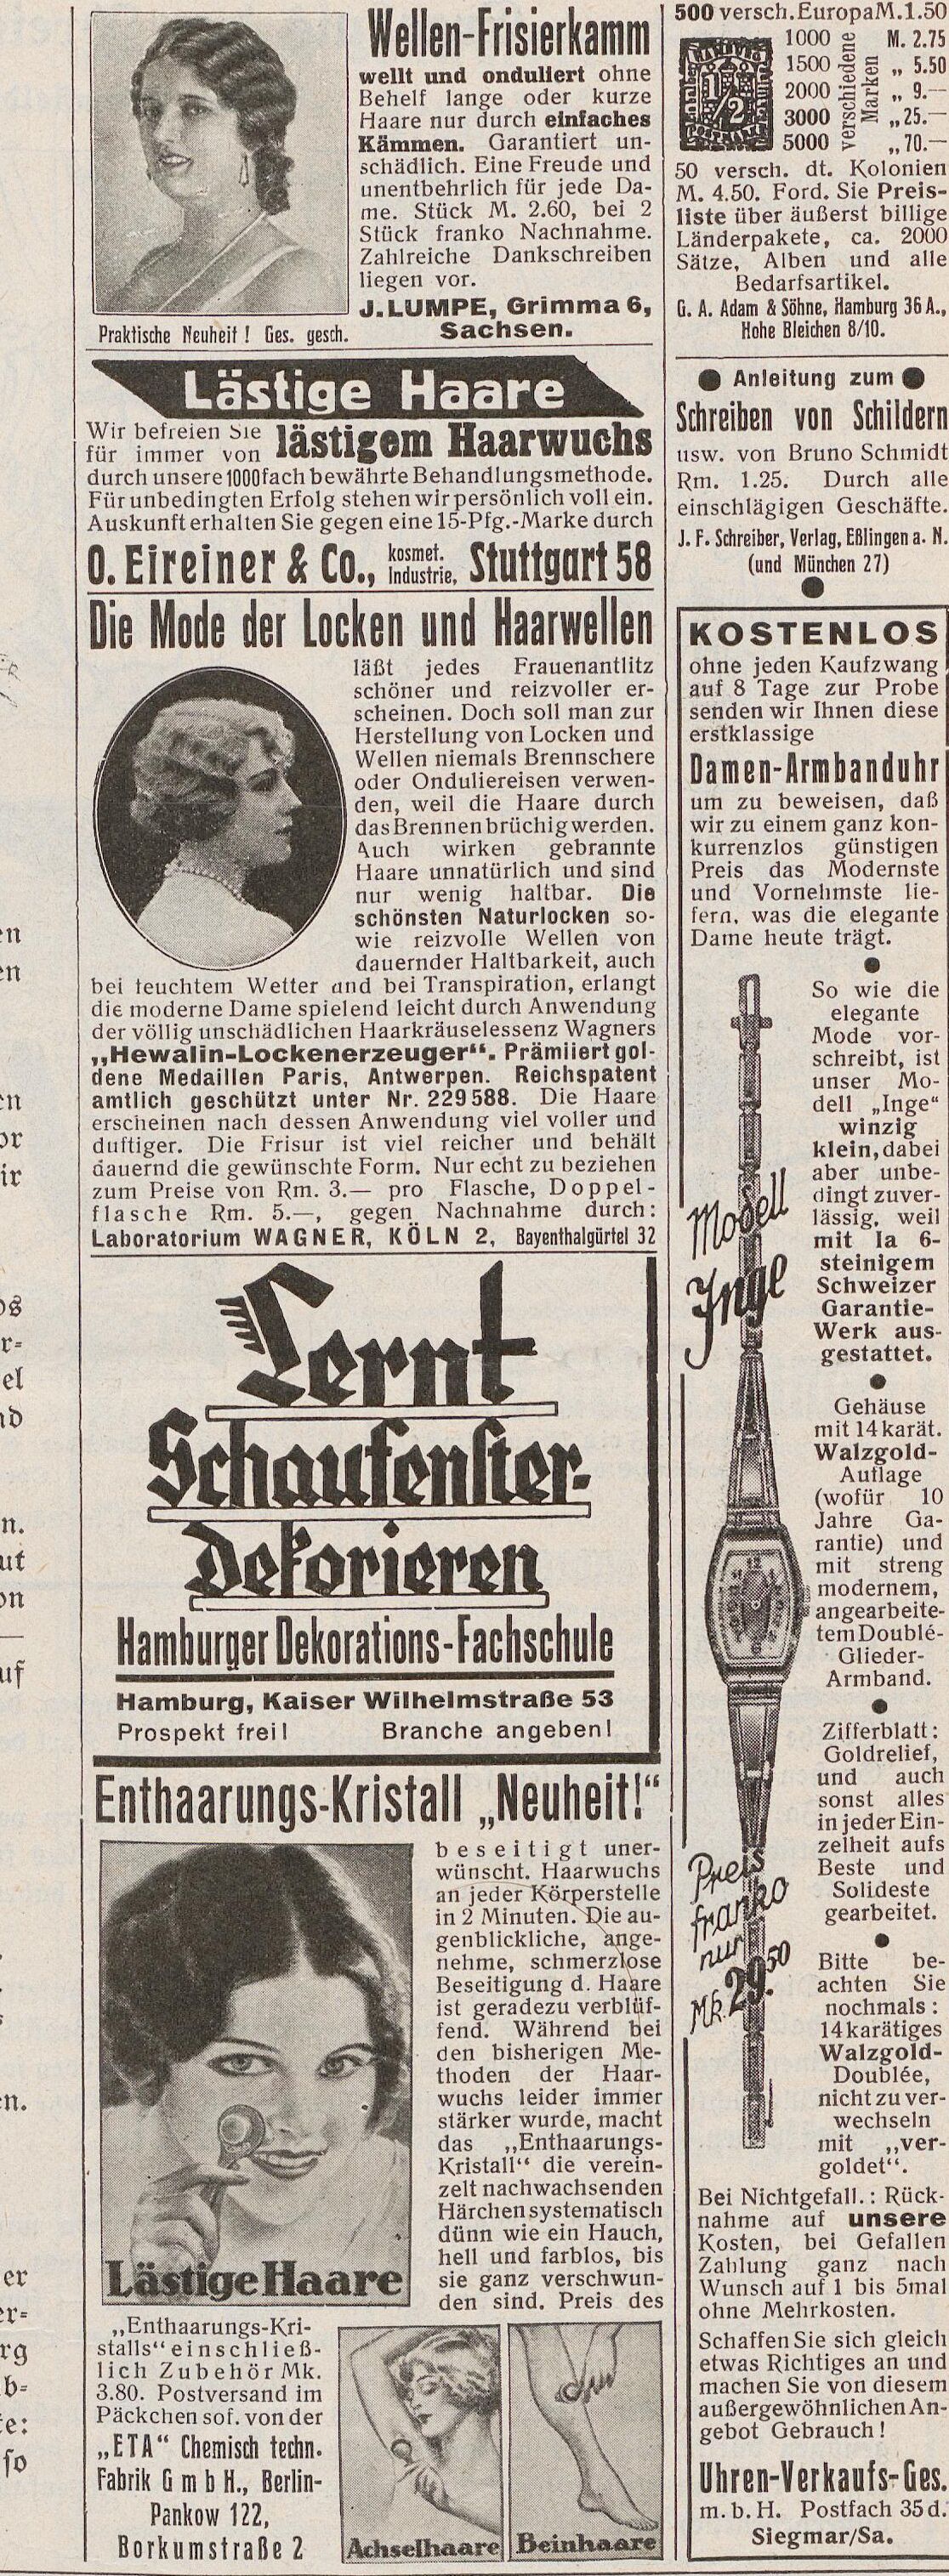 Wellen-Frisierkamm
wellt und onduliert ohne
Behelf lange oder kurze
Haare nur durch einfaches
Kämmen. Garantiert un-
schädlich. Eine Freude und
unentbehrlich für jede Da-
me. Stück M. 2.60, bei 2
Stück franko Nachnahme.
Zahlreiche Dankschreiben
liegen vor.
J. LUMPE, Grimma 6,
Sachsen.
Praktische Neuheit! Ges. gesch.
Lästige Haare
Wir befreien Sie
für immer von lästigem Haarwuchs
durch unsere 1000fach bewährte Behandlungsmethode.
Für unbedingten Erfolg stehen wir persönlich voll ein.
Auskunft erhalten Sie gegen eine 15-Pfg.-Marke durch
O. Eireiner & Co., kosmet. Industrie, Stuttgart 58
Die Mode der Locken und Haarwellen
läßt jedes Frauenantlitz
schöner und reizvoller er-
scheinen. Doch soll man zur
Herstellung von Locken und
Wellen niemals Brennschere
oder Onduliereisen verwen-
den, weil die Haare durch
das Brennen brüchig werden.
Auch wirken gebrannte
Haare unnatürlich und sind
nur wenig haltbar. Die
schönsten Naturlocken so-
wie reizvolle Wellen von
dauernder Haltbarkeit, auch
bei feuchtem Wetter und bei Transpiration, erlangt
die moderne Dame spielend leicht durch Anwendung
der völlig unschädlichen Haarkräuselessenz Wagners
„Hewalin-Lockenerzeuger“. Prämiiert gol-
dene Medaillen Paris, Antwerpen. Reichspatent
amtlich geschützt unter Nr. 229588. Die Haare
erscheinen nach dessen Anwendung viel voller und
duftiger. Die Frisur ist viel reicher und behält
dauernd die gewünschte Form. Nur echt zu beziehen
zum Preise von Rm. 3.— pro Flasche, Doppel-
flasche Rm. 5.—, gegen Nachnahme durch:
Laboratorium WAGNER, KÖLN 2, Bayenthalgürtel 32
Lernt
Schaufenster-
Dekorieren
Hamburger Dekorations-Fachschule
Hamburg, Kaiser Wilhelmstraße 53
Prospekt frei! Branche angeben!
Enthaarungs-Kristall „Neuheit!“
beseitigt uner-
wünscht. Haarwuchs
an jeder Körperstelle
in 2 Minuten. Die au-
genblickliche, ange-
nehme, schmerzlose
Beseitigung d. Haare
ist geradezu verblüf-
fend. Während bei
den bisherigen Me-
thoden der Haar-
wuchs leider immer
stärker wurde, macht
das „Enthaarungs-
Kristall“ die verein-
zelt nachwachsenden
Härchen systematisch
dünn wie ein Hauch,
hell und farblos, bis
sie ganz verschwun-
den sind. Preis des
Lästige Haare
„Enthaarungs-Kri-
stalls“ einschließ-
lich Zubehör Mk.
3.80. Postversand im
Päckchen sof. von der
„ETA“ Chemisch techn.
Fabrik G m b H., Berlin-
Pankow 122,
Borkumstraße 2
Achselhaare
Beinhaare
500 versch. Europa M. 1.50
1000 M. 2.75
1500 „ 5.50
2000 „ 9.—
3000 „ 25.—
5000 „ 70.—
verschiedene
Marken
HAMBURG
1/2
POSTMARKE
50 versch. dt. Kolonien
M. 4.50. Ford. Sie Preis-
liste über äußerst billige
Länderpakete, ca. 2000
Sätze, Alben und alle
Bedarfsartikel.
G. A. Adam & Söhne, Hamburg 36 A.,
Hohe Bleichen 8/10.
Anleitung zum
Schreiben von Schildern
usw. von Bruno Schmidt
Rm. 1.25. Durch alle
einschlägigen Geschäfte.
J. F. Schreiber, Verlag, Eßlingen a. N.
(und München 27)
KOSTENLOS
ohne jeden Kaufzwang
auf 8 Tage zur Probe
senden wir Ihnen diese
erstklassige
Damen-Armbanduhr
um zu beweisen, daß
wir zu einem ganz kon-
kurrenzlos günstigen
Preis das Modernste
und Vornehmste lie-
fern, was die elegante
Dame heute trägt.
So wie die
elegante
Mode vor-
schreibt, ist
unser Mo-
dell „Inge“
winzig
klein, dabei
aber unbe-
dingt zuver-
lässig, weil
mit Ia 6-
steinigem
Schweizer
Garantie-
Werk aus-
gestattet.
Modell
Inge
Gehäuse
mit 14 karät.
Walzgold-
Auflage
(wofür 10
Jahre Ga-
rantie) und
mit streng
modernem,
angearbeite-
tem Doublé-
Glieder-
Armband.
Zifferblatt:
Goldrelief,
und auch
sonst alles
in jeder Ein-
zelheit aufs
Beste und
Solideste
gearbeitet.
Preis
franko
nur
Mk. 29.50
Bitte be-
achten Sie
nochmals:
14 karätiges
Walzgold-
Doublée,
nicht zu ver-
wechseln
mit „ver-
goldet“.
Bei Nichtgefall.: Rück-
nahme auf unsere
Kosten, bei Gefallen
Zahlung ganz nach
Wunsch auf 1 bis 5mal
ohne Mehrkosten.
Schaffen Sie sich gleich
etwas Richtiges an und
machen Sie von diesem
außergewöhnlichen An-
gebot Gebrauch!
Uhren-Verkaufs-Ges.
m. b. H. Postfach 35 d.
Siegmar/Sa.